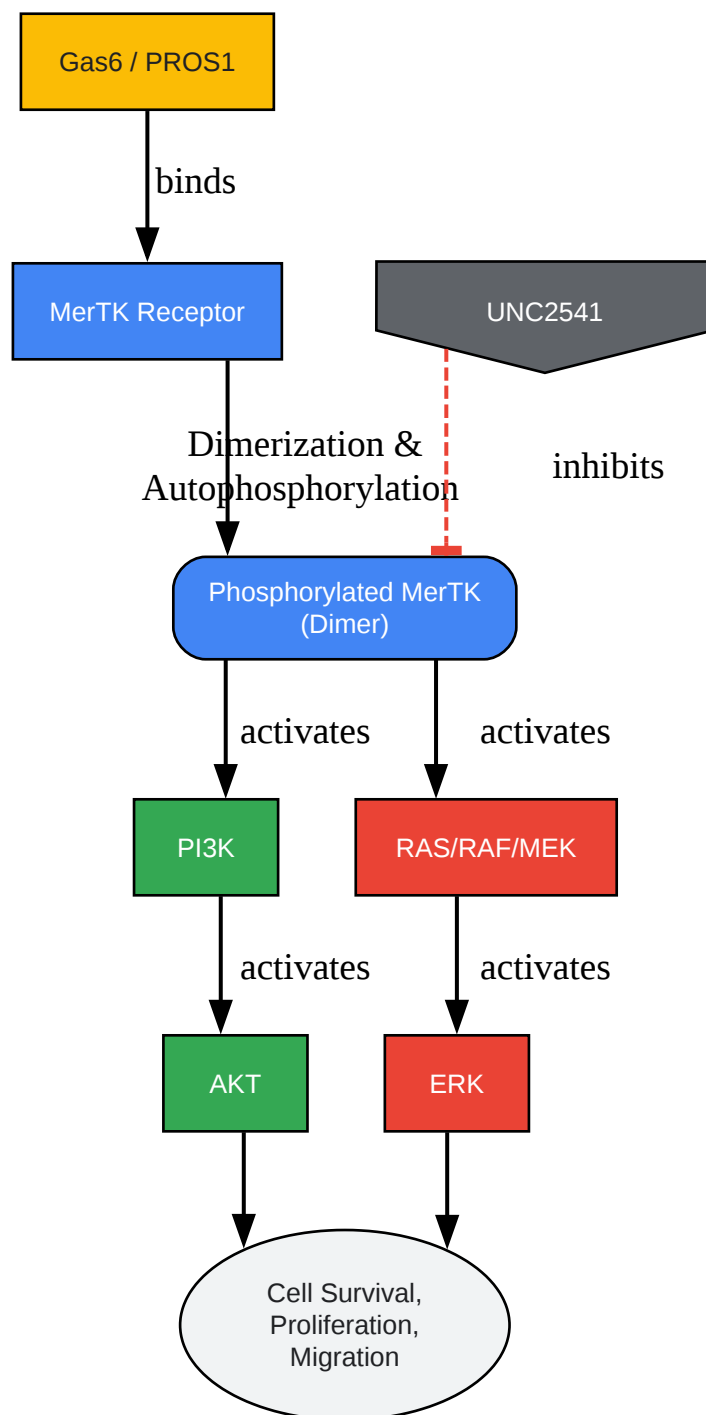 Gas6 / PROS1
binds
MerTK Receptor
UNC2541
Dimerization &
Autophosphorylation
inhibits
Phosphorylated MerTK
(Dimer)
activates
activates
PI3K
RAS/RAF/MEK
activates
activates
AKT
ERK
Cell Survival,
Proliferation,
Migration